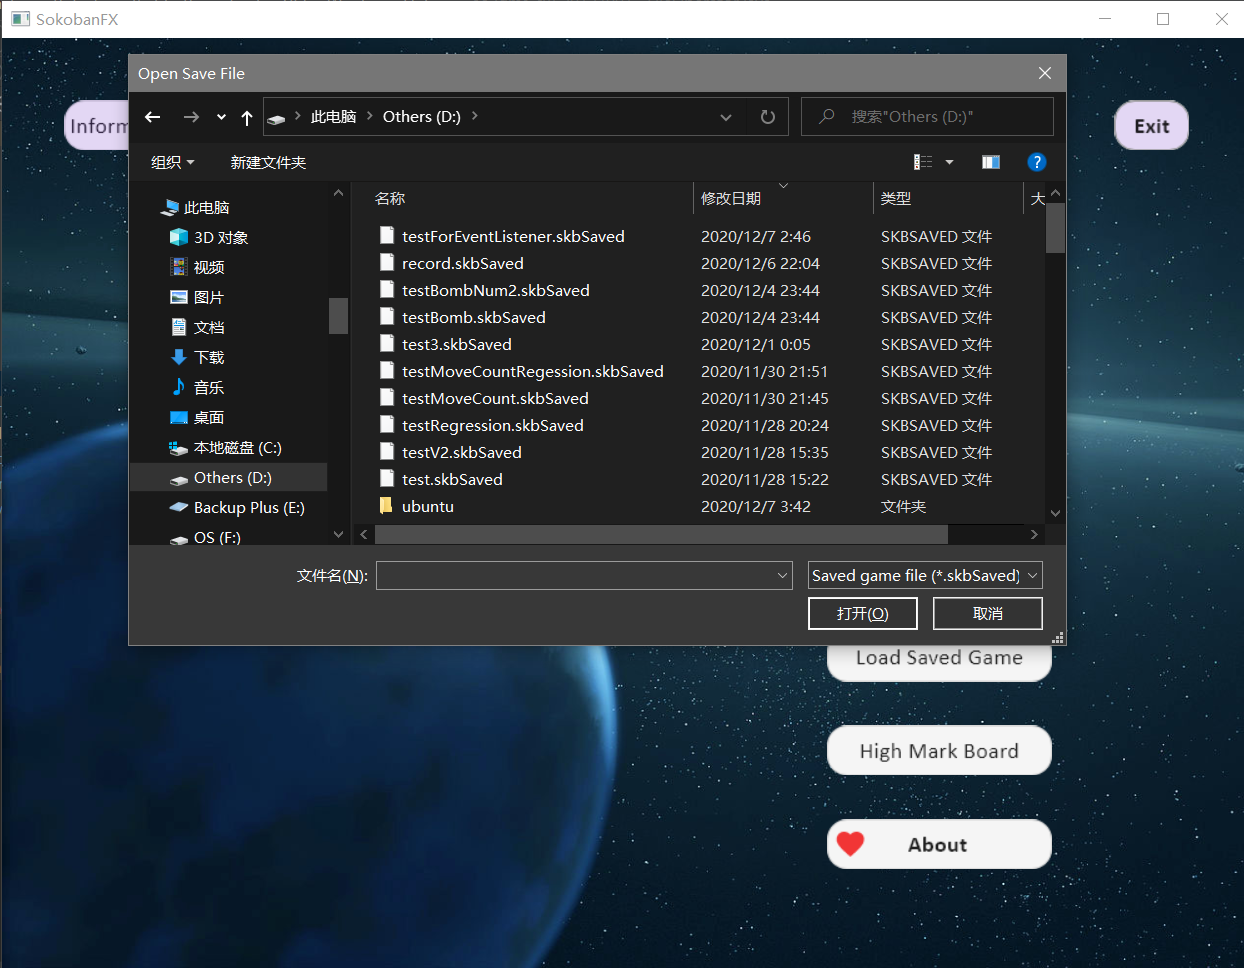 SokobanFX
Open Save File
此电脑 Others (D:)
搜索"Others (D:)"
Inform
Exit
组织 新建文件夹
名称 修改日期 类型 大
此电脑
3D 对象
视频
图片
文档
下载
音乐
桌面
本地磁盘 (C:)
Others (D:)
Backup Plus (E:)
OS (F:)
testForEventListener.skbSaved 2020/12/7 2:46 SKBSAVED 文件
record.skbSaved 2020/12/6 22:04 SKBSAVED 文件
testBombNum2.skbSaved 2020/12/4 23:44 SKBSAVED 文件
testBomb.skbSaved 2020/12/4 23:44 SKBSAVED 文件
test3.skbSaved 2020/12/1 0:05 SKBSAVED 文件
testMoveCountRegession.skbSaved 2020/11/30 21:51 SKBSAVED 文件
testMoveCount.skbSaved 2020/11/30 21:45 SKBSAVED 文件
testRegression.skbSaved 2020/11/28 20:24 SKBSAVED 文件
testV2.skbSaved 2020/11/28 15:35 SKBSAVED 文件
test.skbSaved 2020/11/28 15:22 SKBSAVED 文件
ubuntu 2020/12/7 3:42 文件夹
文件名(N):
Saved game file (*.skbSaved)
打开(O) 取消
Load Saved Game
High Mark Board
About